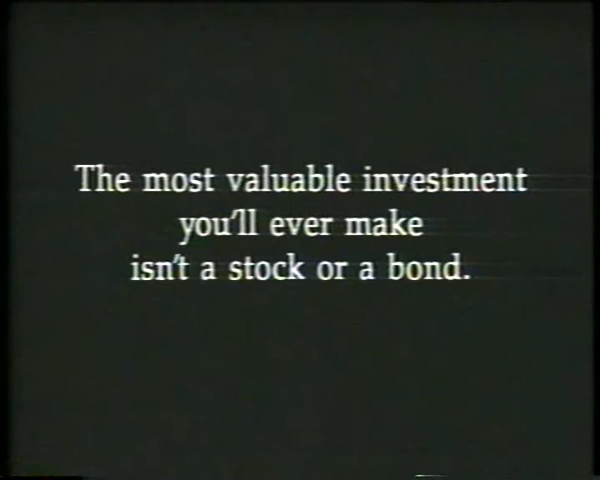 The most valuable investment
you'll ever make
isn't a stock or a bond.